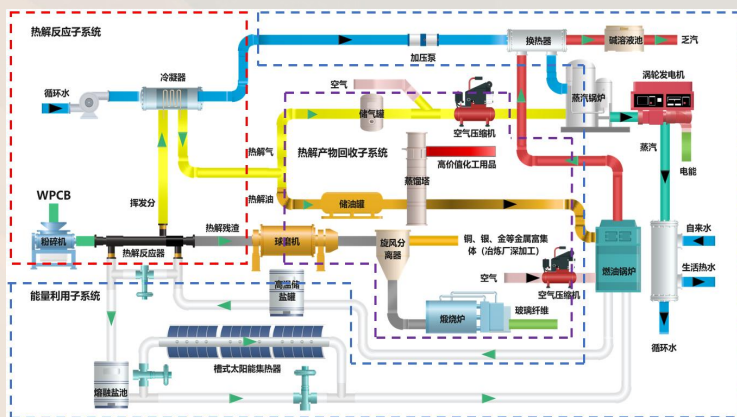 热解反应子系统
循环水
冷凝器
加压泵
换热器
碱溶液池
乏汽
空气
储气罐
空气压缩机
蒸汽锅炉
涡轮发电机
蒸汽
电能
热解气
热解产物回收子系统
蒸馏塔
高价值化工用品
挥发分
热解油
储油罐
WPCB
粉碎机
热解反应器
热解残渣
球磨机
旋风分
离器
铜、银、金等金属富集
体（冶炼厂深加工）
空气
空气压缩机
燃油锅炉
自来水
生活热水
循环水
能量利用子系统
高温储
盐罐
煅烧炉
玻璃纤维
槽式太阳能集热器
熔融盐池